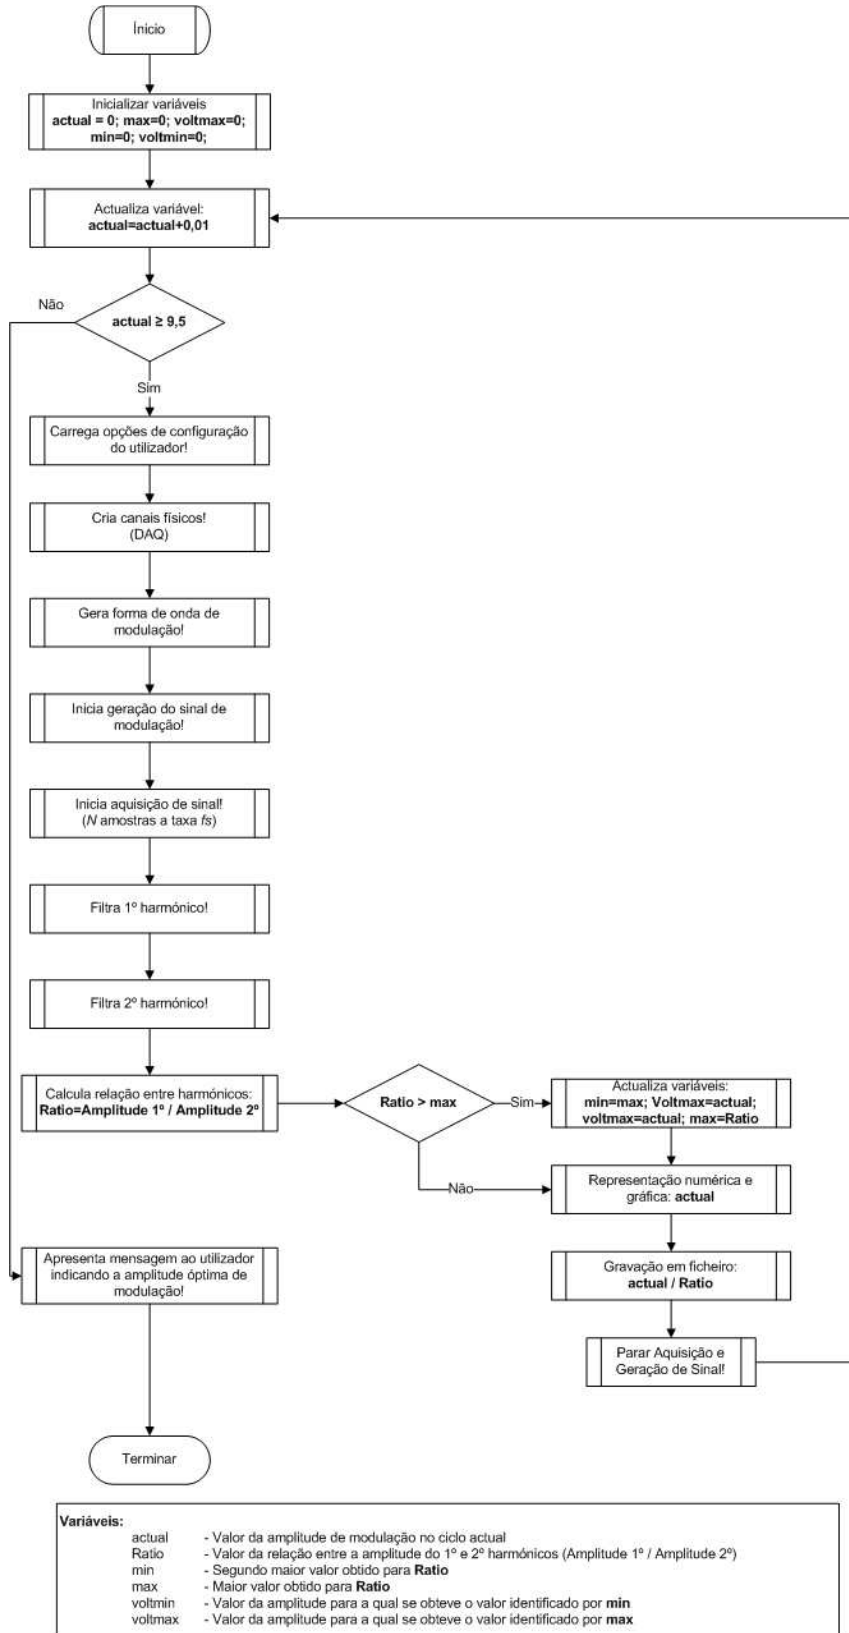 Ínicio
Inicializar variáveis
actual = 0; max=0; voltmax=0;
min=0; voltmin=0;
Actualiza variável:
actual=actual+0,01
Não
actual ≥ 9,5
Sim
Carrega opções de configuração
do utilizador!
Cria canais físicos!
(DAQ)
Gera forma de onda de
modulação!
Inicia geração do sinal de
modulação!
Inicia aquisição de sinal!
(N amostras a taxa fs)
Filtra 1º harmónico!
Filtra 2º harmónico!
Calcula relação entre harmónicos:
Ratio=Amplitude 1º / Amplitude 2º
Ratio > max
Sim
Actualiza variáveis:
min=max; Voltmax=actual;
voltmax=actual; max=Ratio
Não
Representação numérica e
gráfica: actual
Gravação em ficheiro:
actual / Ratio
Parar Aquisição e
Geração de Sinal!
Apresenta mensagem ao utilizador
indicando a amplitude óptima de
modulação!
Terminar
Variáveis:
actual - Valor da amplitude de modulação no ciclo actual
Ratio - Valor da relação entre a amplitude do 1º e 2º harmónicos (Amplitude 1º / Amplitude 2º)
min - Segundo maior valor obtido para Ratio
max - Maior valor obtido para Ratio
voltmin - Valor da amplitude para a qual se obteve o valor identificado por min
voltmax - Valor da amplitude para a qual se obteve o valor identificado por max